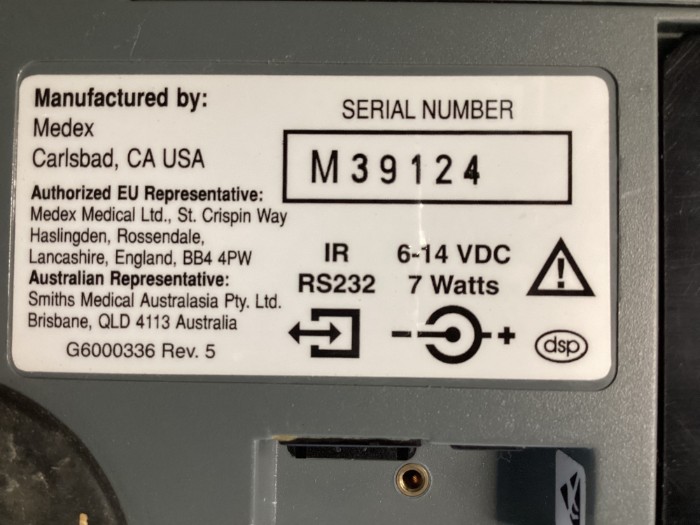 Manufactured by:
Medex
Carlsbad, CA USA
Authorized EU Representative:
Medex Medical Ltd., St. Crispin Way
Haslingden, Rossendale,
Lancashire, England, BB4 4PW
Australian Representative:
Smiths Medical Australasia Pty. Ltd.
Brisbane, QLD 4113 Australia
G6000336 Rev. 5
SERIAL NUMBER
M39124
IR
RS232
6-14 VDC
7 Watts
dsp